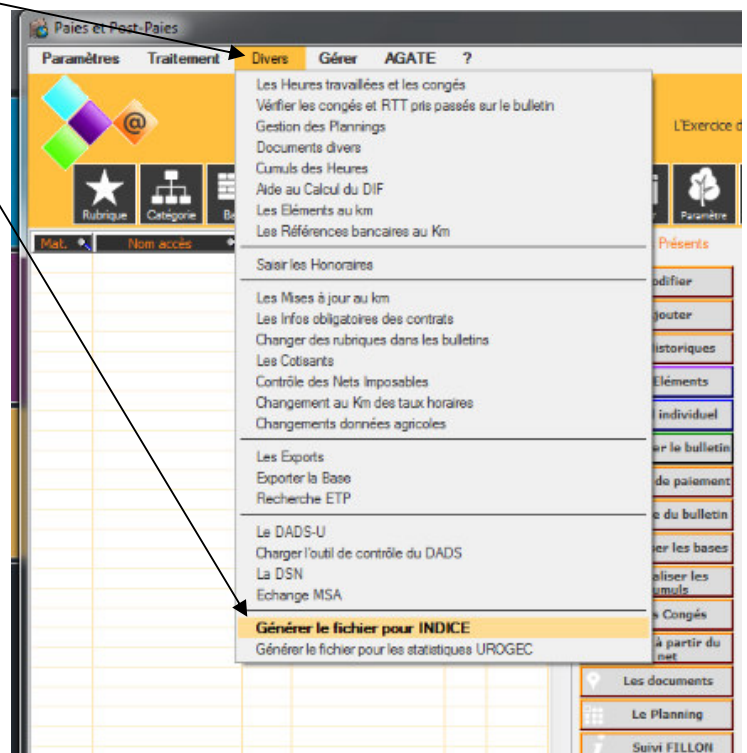 Paies et Post-Paies
Paramètres Traitement Divers Gérer AGATE ?
Les Heures travaillées et les congés
Vérifier les congés et RTT pris passés sur le bulletin
Gestion des Plannings
Documents divers
Cumuls des Heures
Aide au Calcul du DIF
Les Eléments au km
Les Références bancaires au Km
Saisir les Honoraires
Les Mises à jour au km
Les Infos obligatoires des contrats
Changer des rubriques dans les bulletins
Les Cotisants
Contrôle des Nets Imposables
Changement au Km des taux horaires
Changements données agricoles
Les Exports
Exporter la Base
Recherche ETP
Le DADS-U
Charger l'outil de contrôle du DADS
La DSN
Echange MSA
Générer le fichier pour INDICE
Générer le fichier pour les statistiques UROGEC
@
L'Exercice d
Rubrique Catégorie Ba Paramètre
Mat. Nom accès Présents
odifier
jouter
istoriques
Eléments
individuel
er le bulletin
de paiement
e du bulletin
ser les bases
aliser les
umuls
s Congés
à partir du
net
Les documents
Le Planning
Suivi FILLON